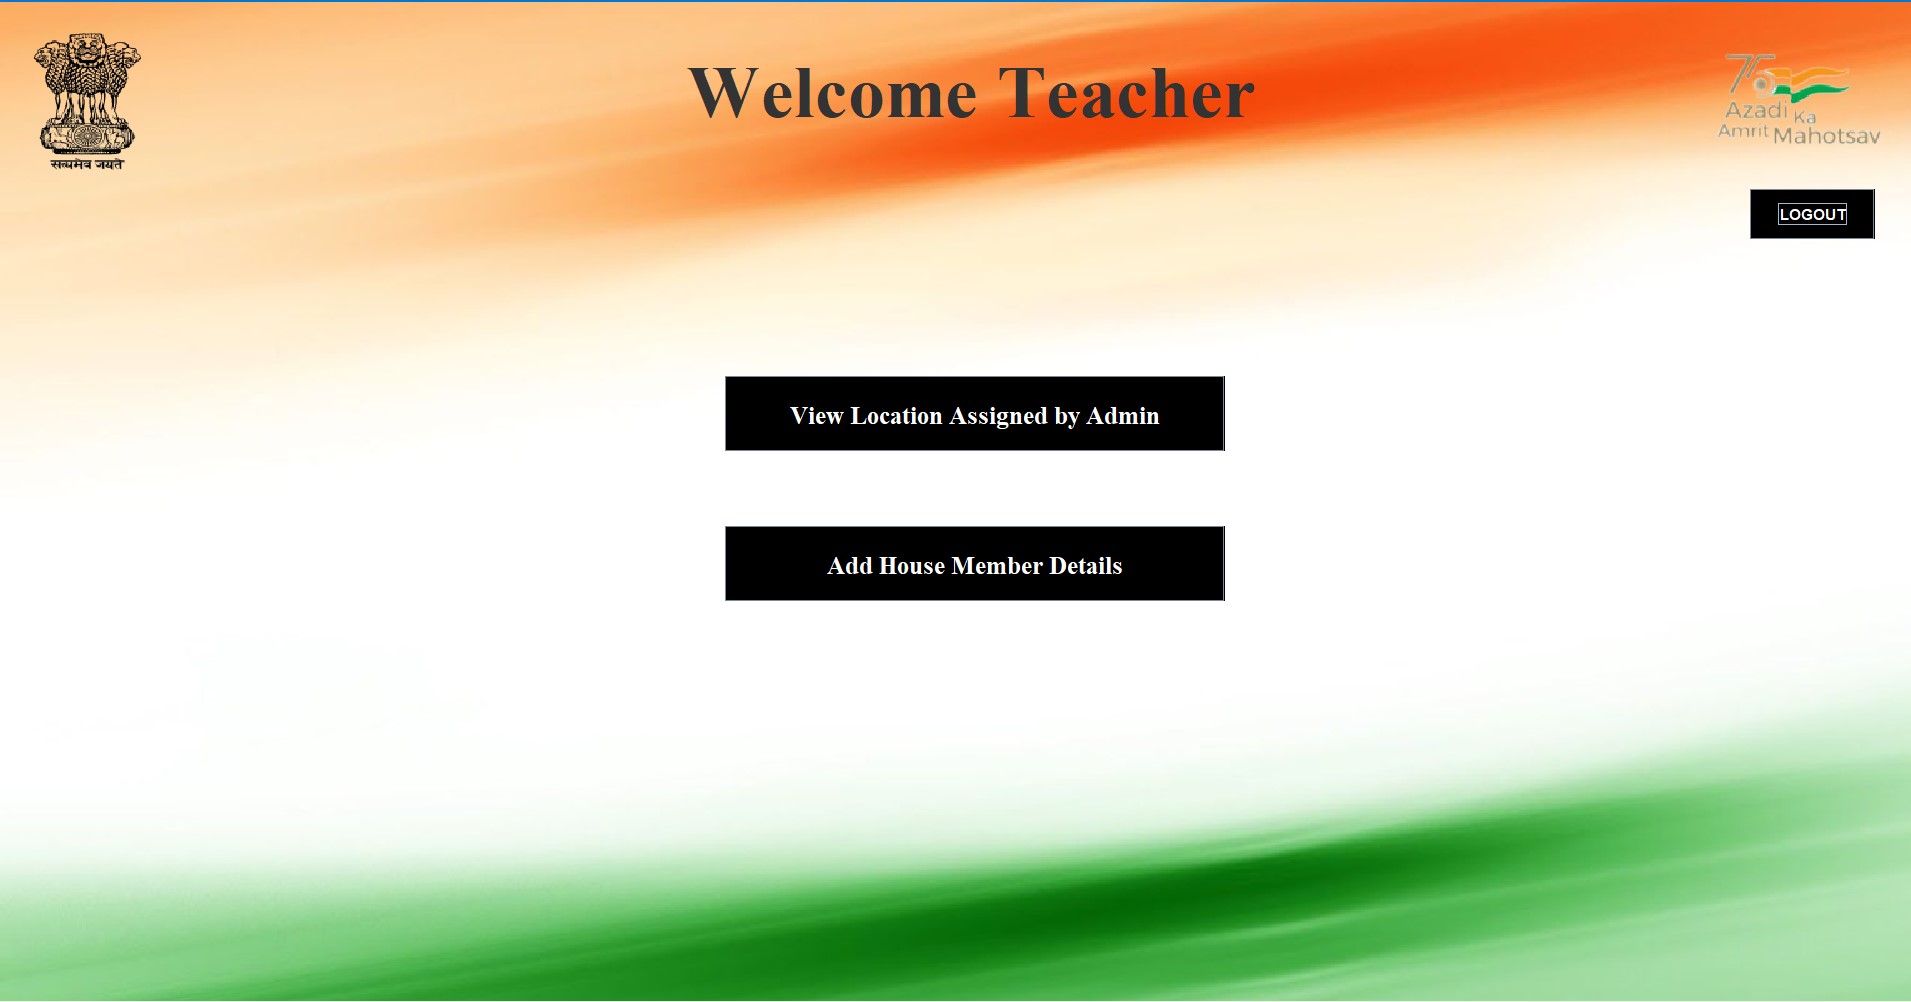 Welcome Teacher
सत्यमेव जयते
75
Azadi Ka
Amrit Mahotsav
LOGOUT
View Location Assigned by Admin
Add House Member Details